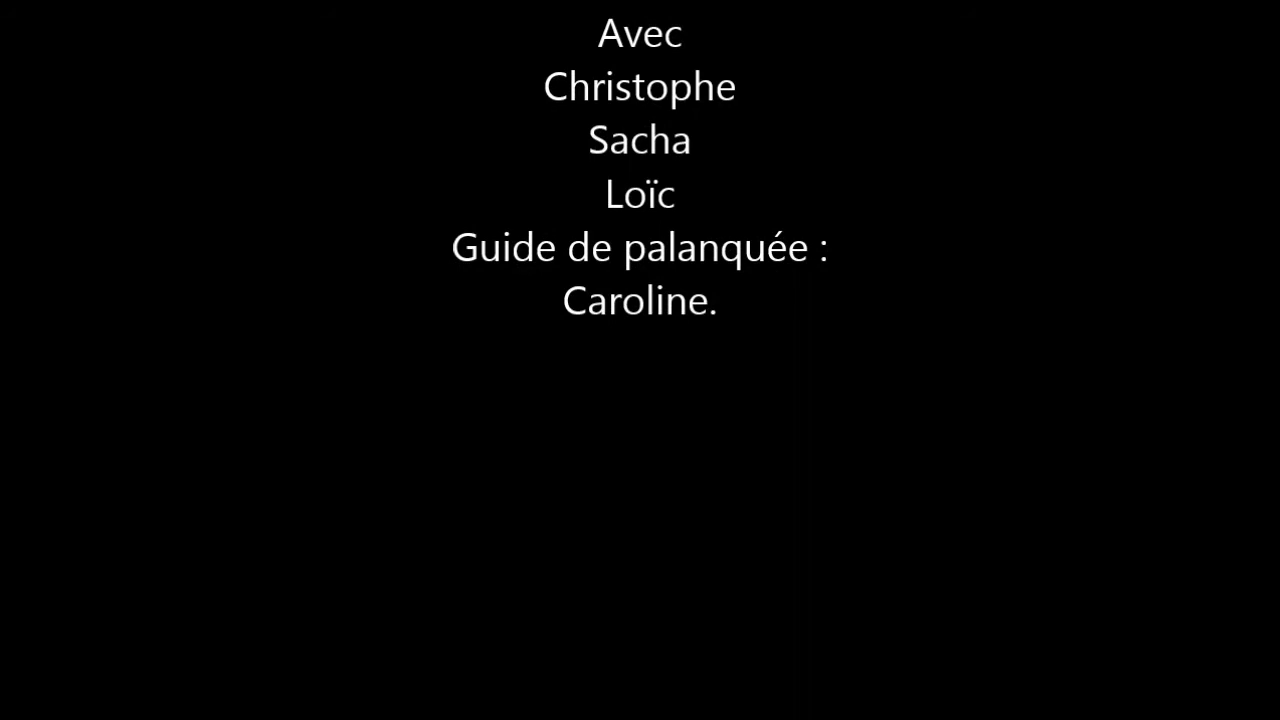 Avec
Christophe
Sacha
Loïc
Guide de palanquée :
Caroline.